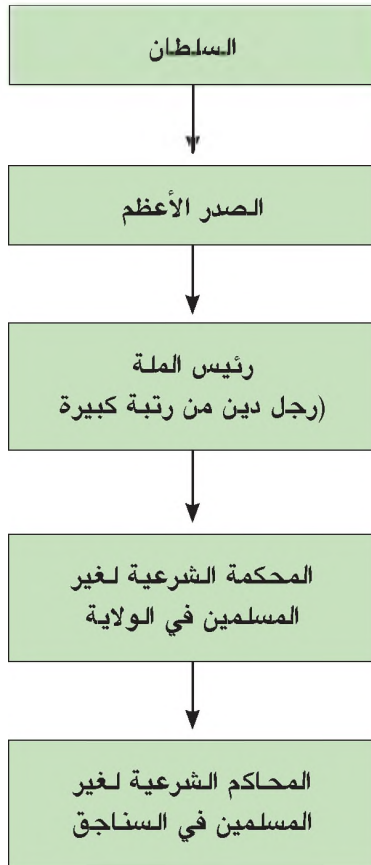 السلطان
الصدر الأعظم
رئيس الملة
(رجل دين من رتبة كبيرة
المحكمة الشرعية لغير
المسلمين في الولاية
المحاكم الشرعية لغير
المسلمين في السناجق